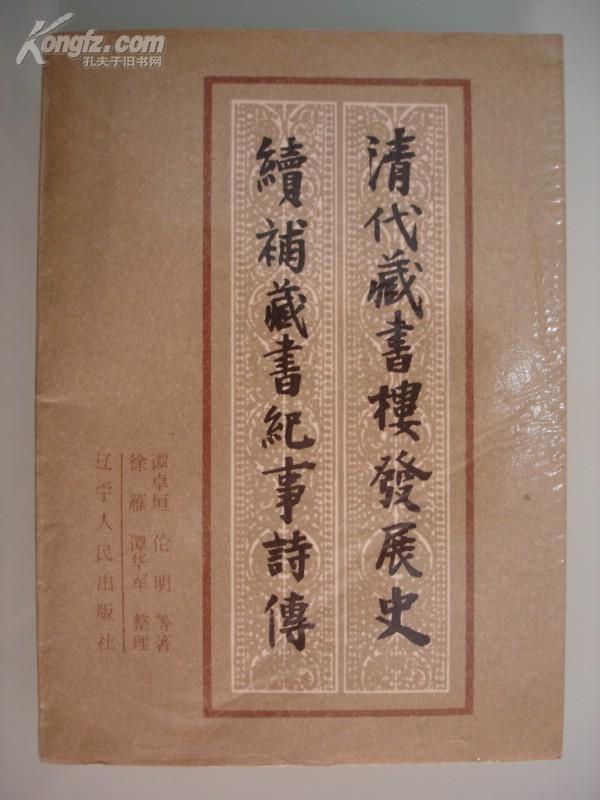 Kongfz.com
孔夫子旧书网
清代藏書樓發展史
續補藏書紀事詩傳
谭卓垣 伦明 等著
徐雁 谭华军 整理
辽宁人民出版社